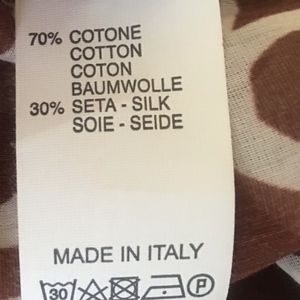 70% COTONE
COTTON
COTON
BAUMWOLLE
30% SETA - SILK
SOIE - SEIDE
MADE IN ITALY
30 P